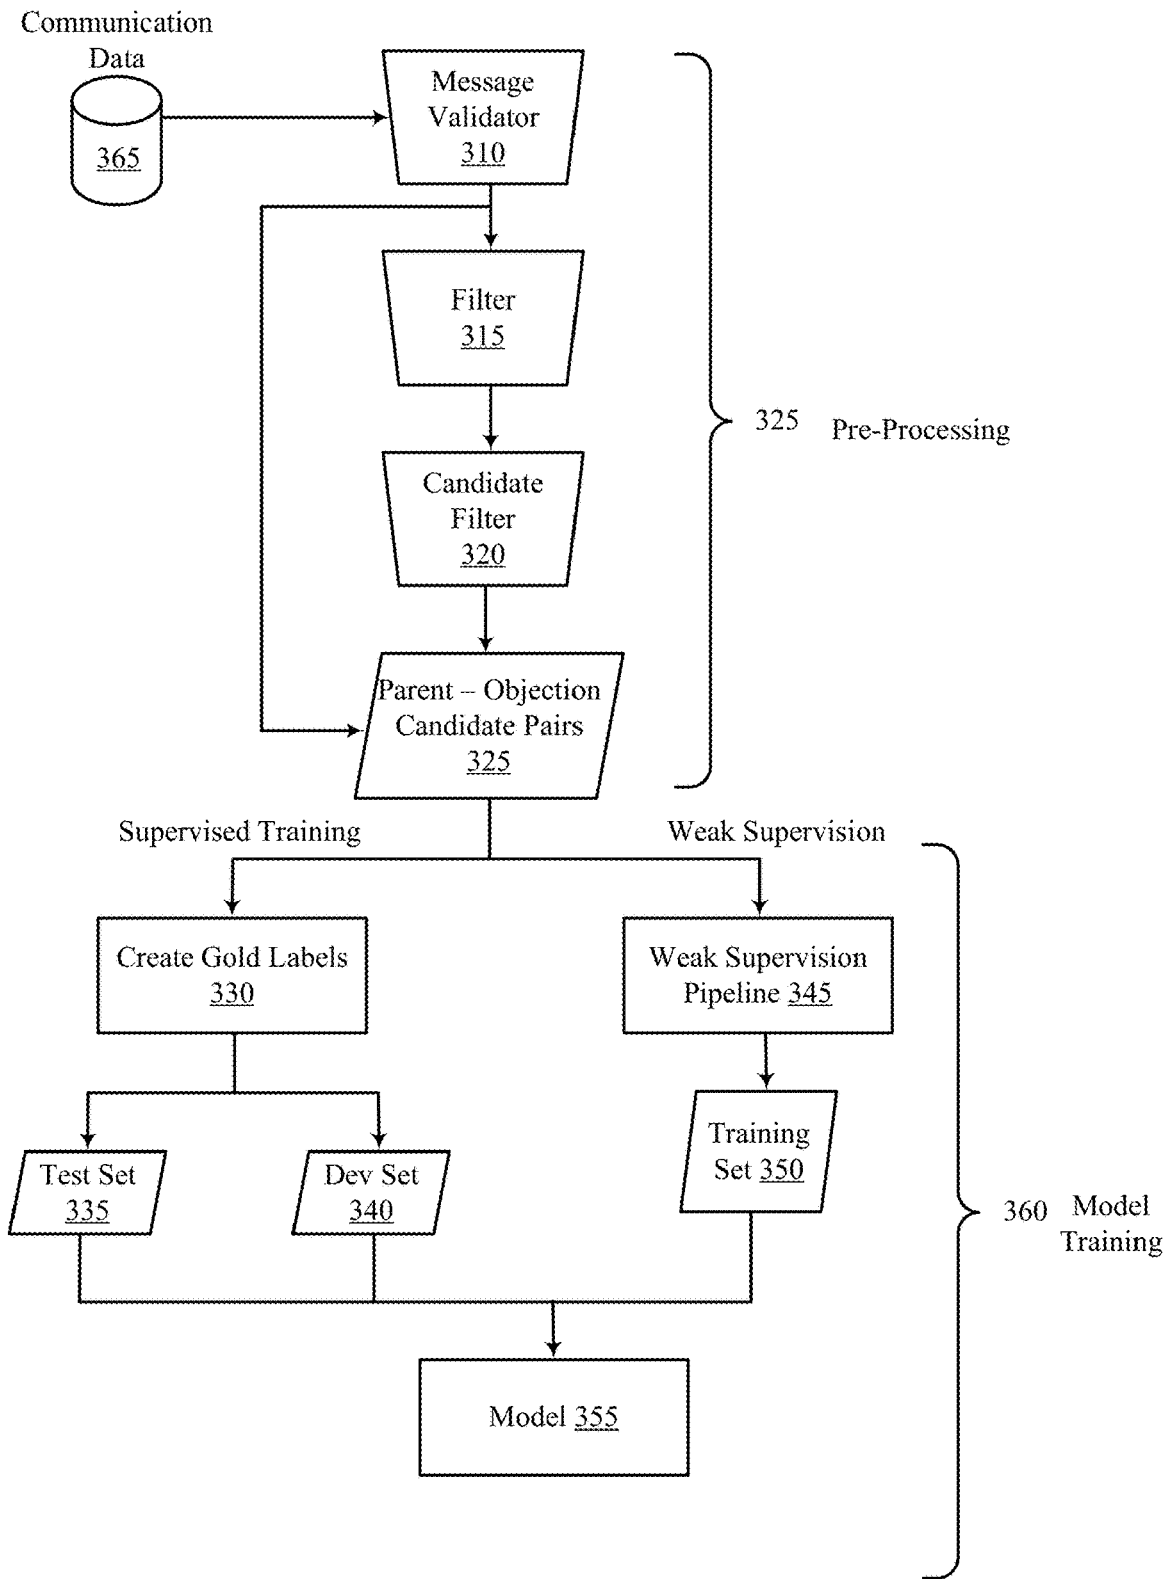 Communication
Data
365
Message
Validator
310
Filter
315
325 Pre-Processing
Candidate
Filter
320
Parent – Objection
Candidate Pairs
325
Supervised Training
Weak Supervision
Create Gold Labels
330
Weak Supervision
Pipeline 345
Test Set
335
Dev Set
340
Training
Set 350
360 Model
Training
Model 355